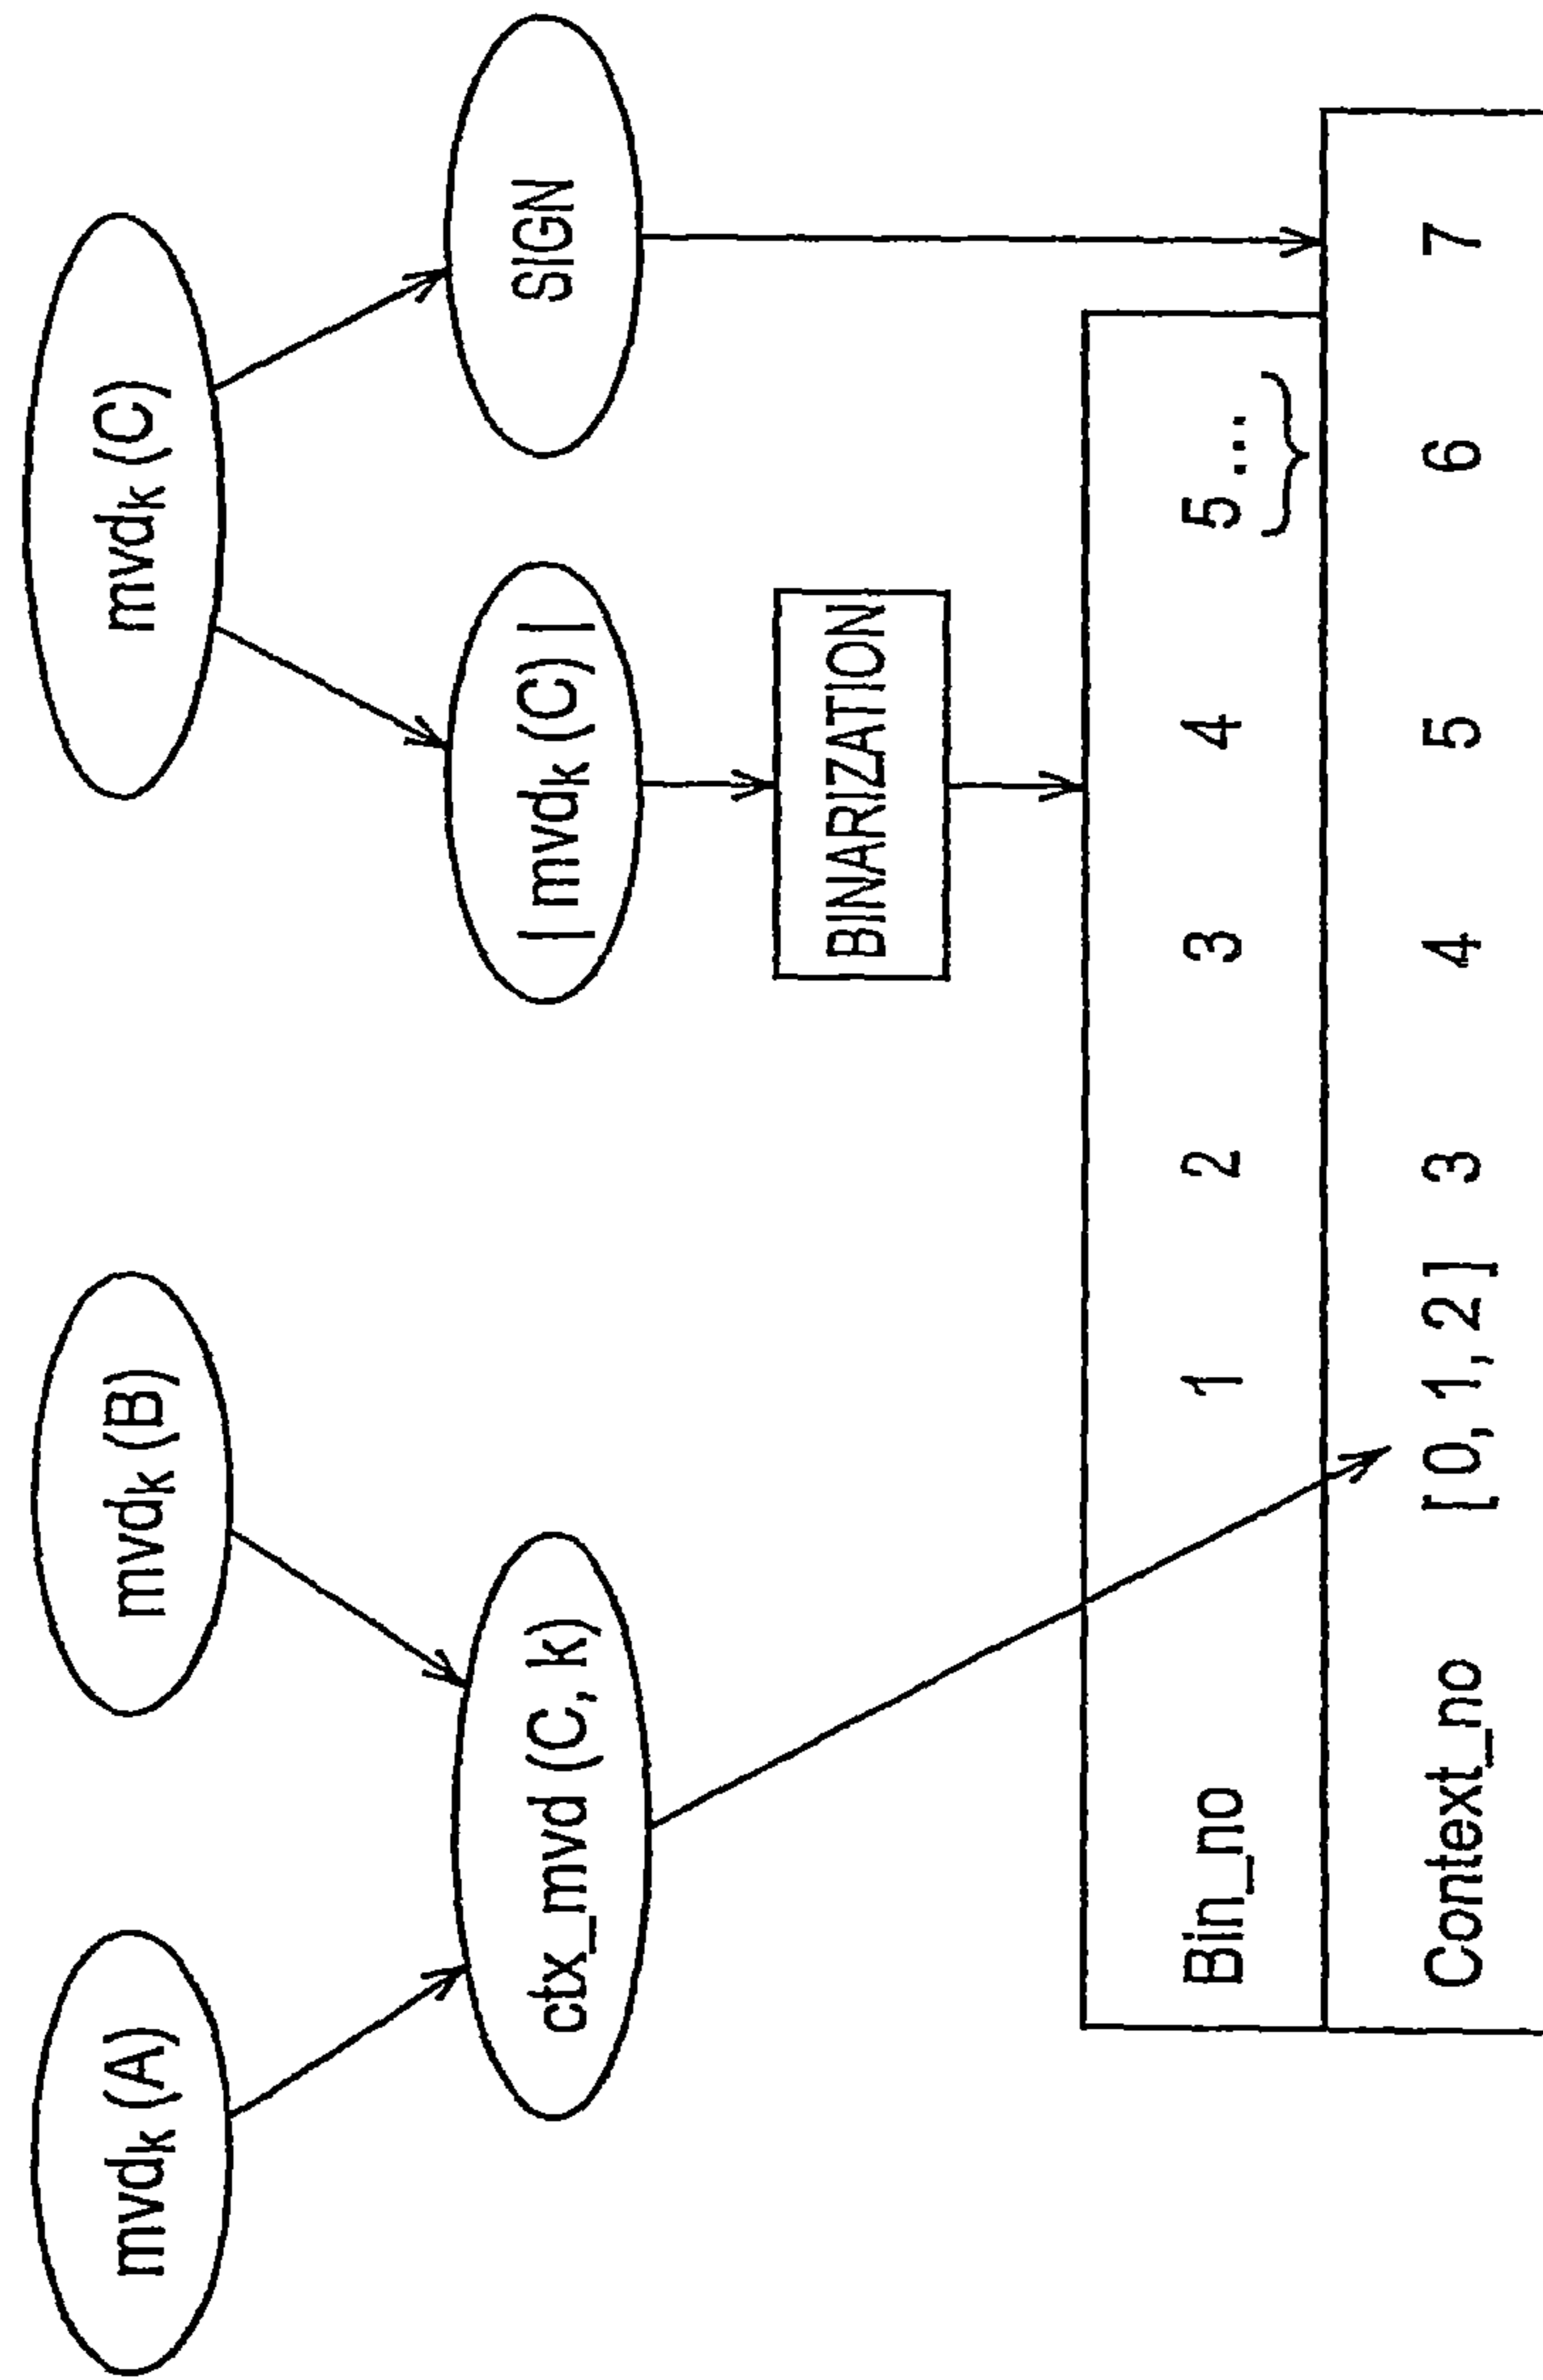 mvdK (A)
mvdK (B)
mvdK (C)
ctx_mvd (C, k)
| mvdK (C) |
SIGN
BINARIZATION
Bin_no 1 2 3 4 5 ...
Context_no [ 0, 1, 2 ] 3 4 5 6 7